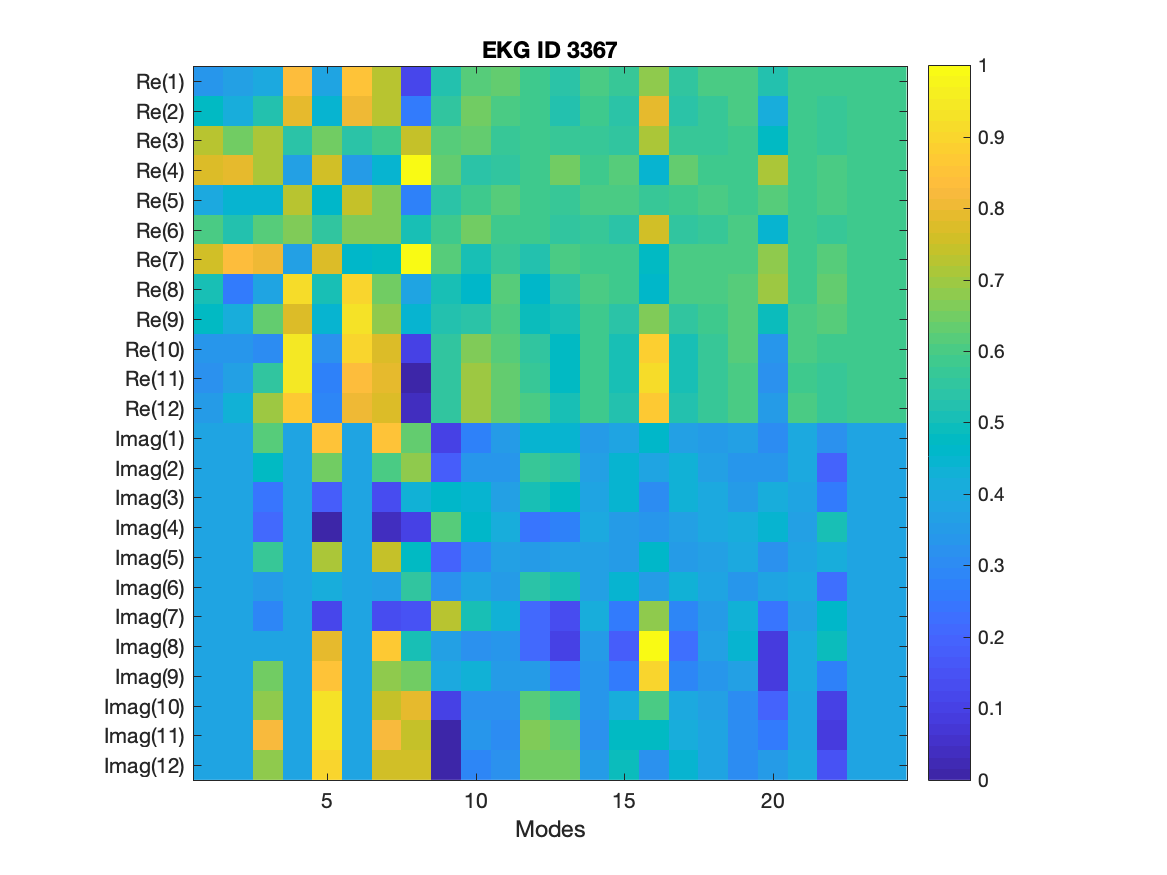 EKG ID 3367
Re(1)
Re(2)
Re(3)
Re(4)
Re(5)
Re(6)
Re(7)
Re(8)
Re(9)
Re(10)
Re(11)
Re(12)
Imag(1)
Imag(2)
Imag(3)
Imag(4)
Imag(5)
Imag(6)
Imag(7)
Imag(8)
Imag(9)
Imag(10)
Imag(11)
Imag(12)
5 10 15 20
Modes
1
0.9
0.8
0.7
0.6
0.5
0.4
0.3
0.2
0.1
0